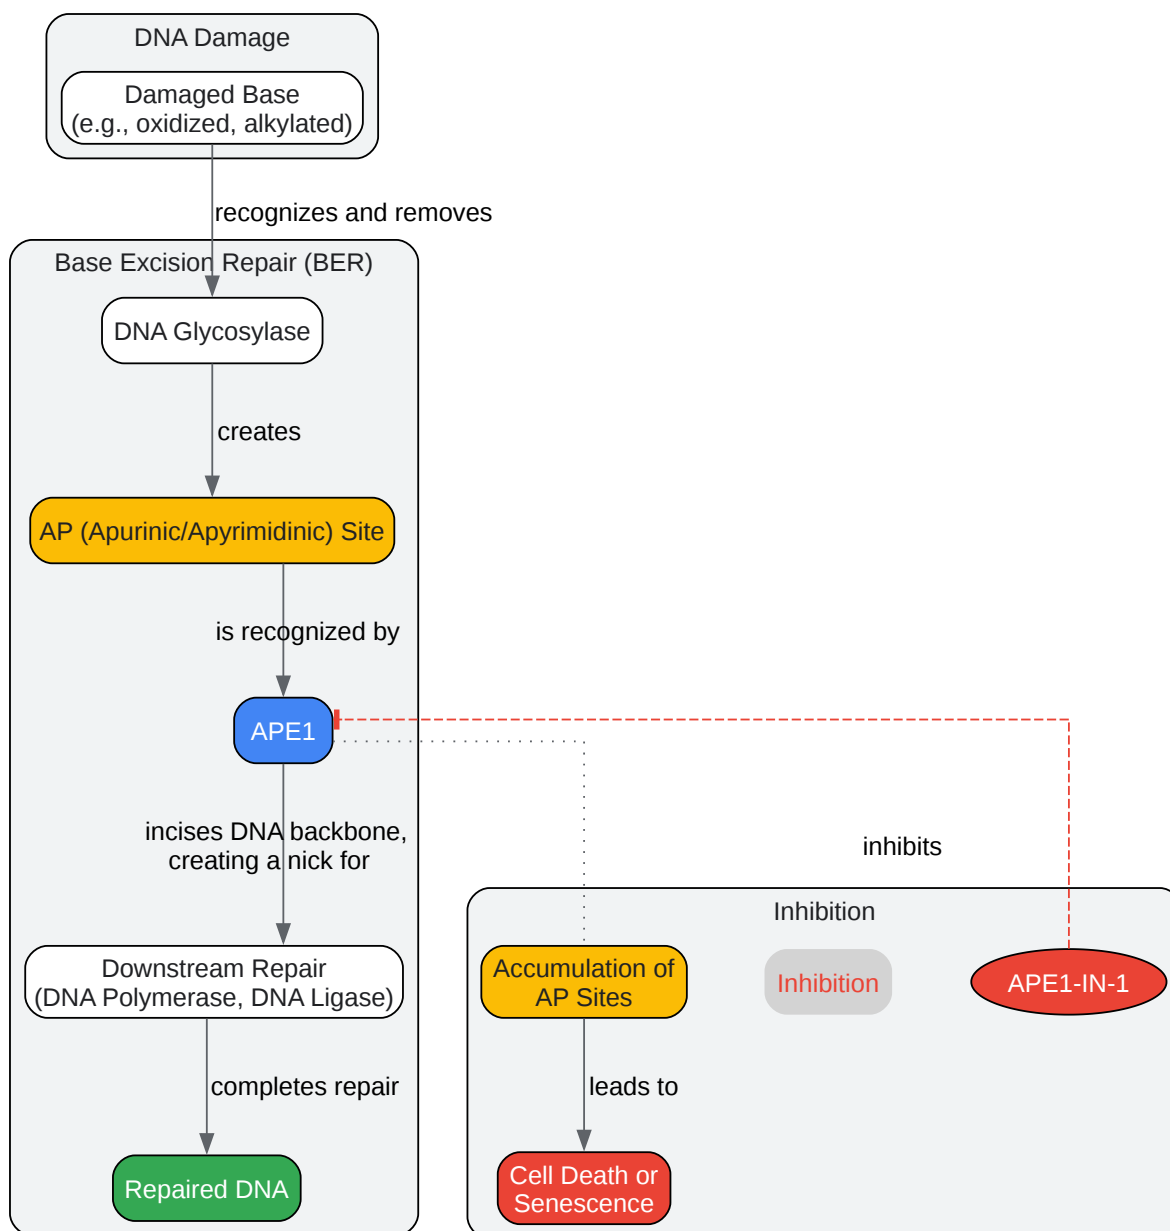 DNA Damage
Damaged Base
(e.g., oxidized, alkylated)
recognizes and removes
Base Excision Repair (BER)
DNA Glycosylase
creates
AP (Apurinic/Apyrimidinic) Site
is recognized by
APE1
incises DNA backbone,
creating a nick for
inhibits
Inhibition
Downstream Repair
(DNA Polymerase, DNA Ligase)
Accumulation of
AP Sites
Inhibition
APE1-IN-1
completes repair
leads to
Repaired DNA
Cell Death or
Senescence